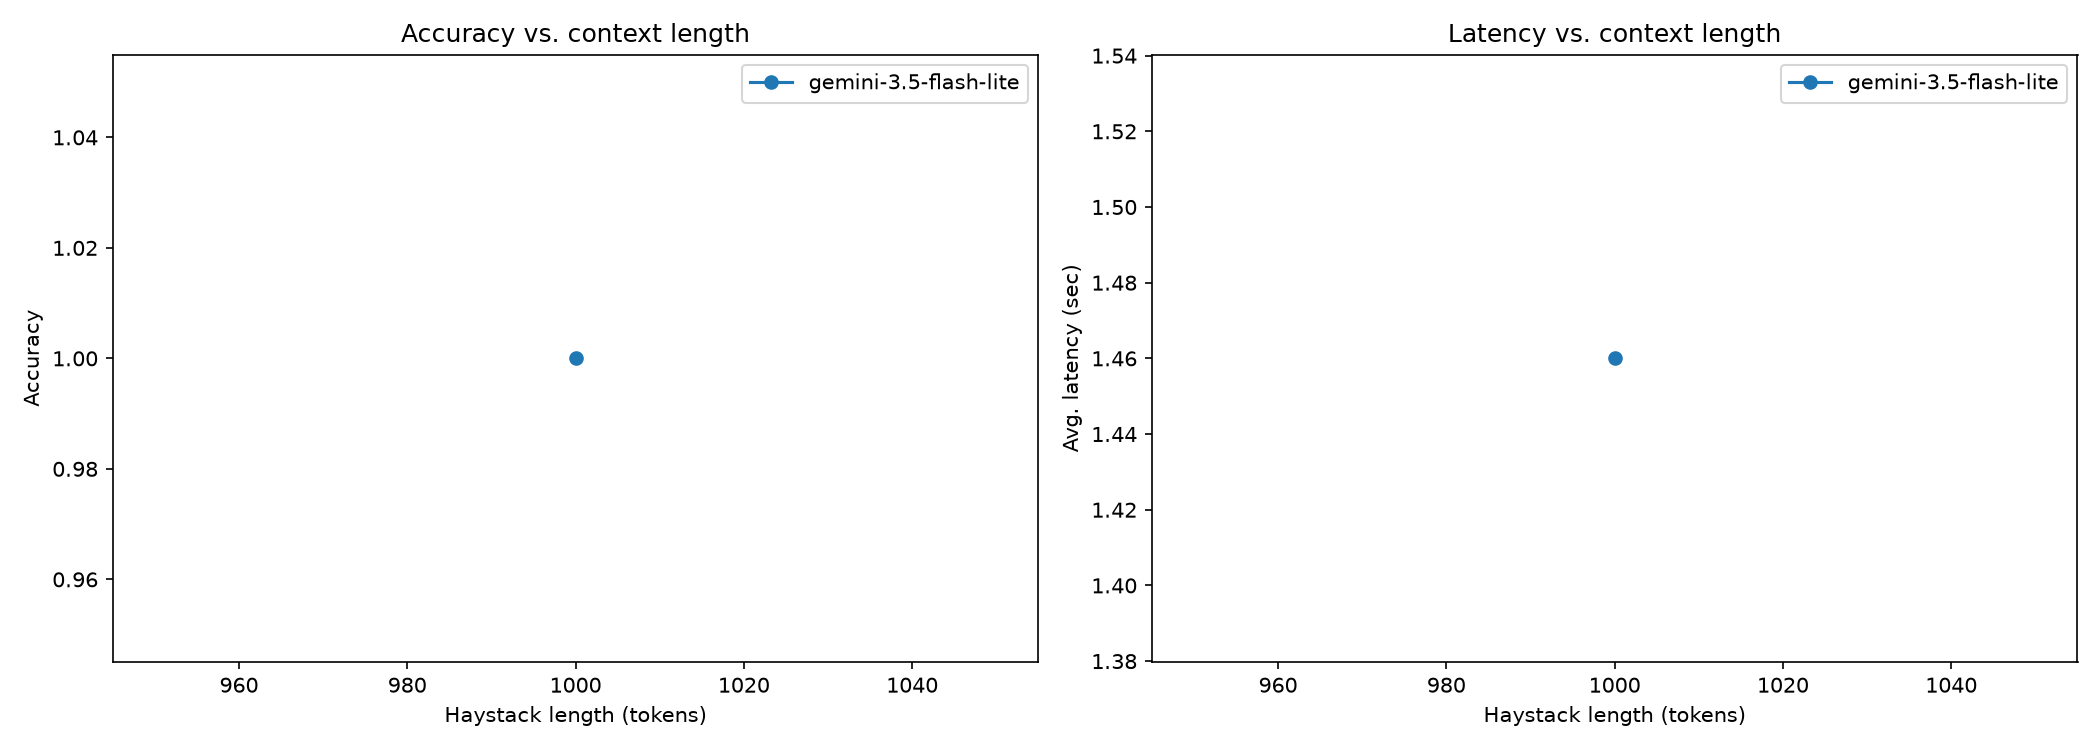 Accuracy vs. context length
gemini-3.5-flash-lite
1.04
1.02
1.00
0.98
0.96
Accuracy
960 980 1000 1020 1040
Haystack length (tokens)
Latency vs. context length
gemini-3.5-flash-lite
1.54
1.52
1.50
1.48
1.46
1.44
1.42
1.40
1.38
Avg. latency (sec)
960 980 1000 1020 1040
Haystack length (tokens)